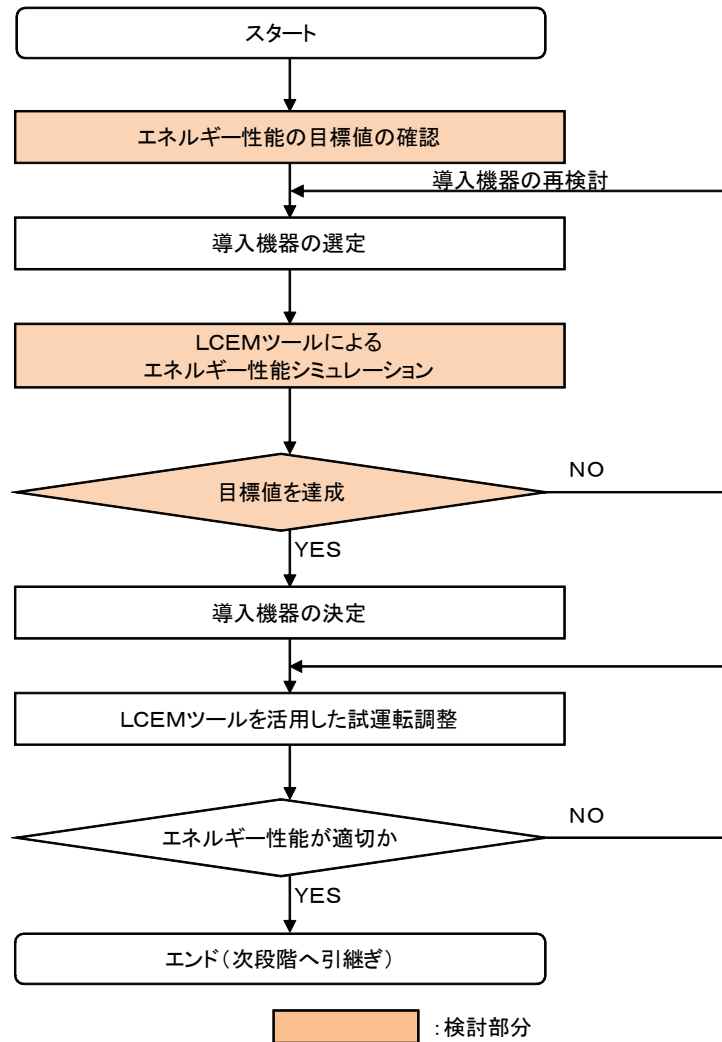 スタート
エネルギー性能の目標値の確認
導入機器の再検討
導入機器の選定
LCEMツールによる
エネルギー性能シミュレーション
目標値を達成
NO
YES
導入機器の決定
LCEMツールを活用した試運転調整
エネルギー性能が適切か
NO
YES
エンド（次段階へ引継ぎ）
：検討部分